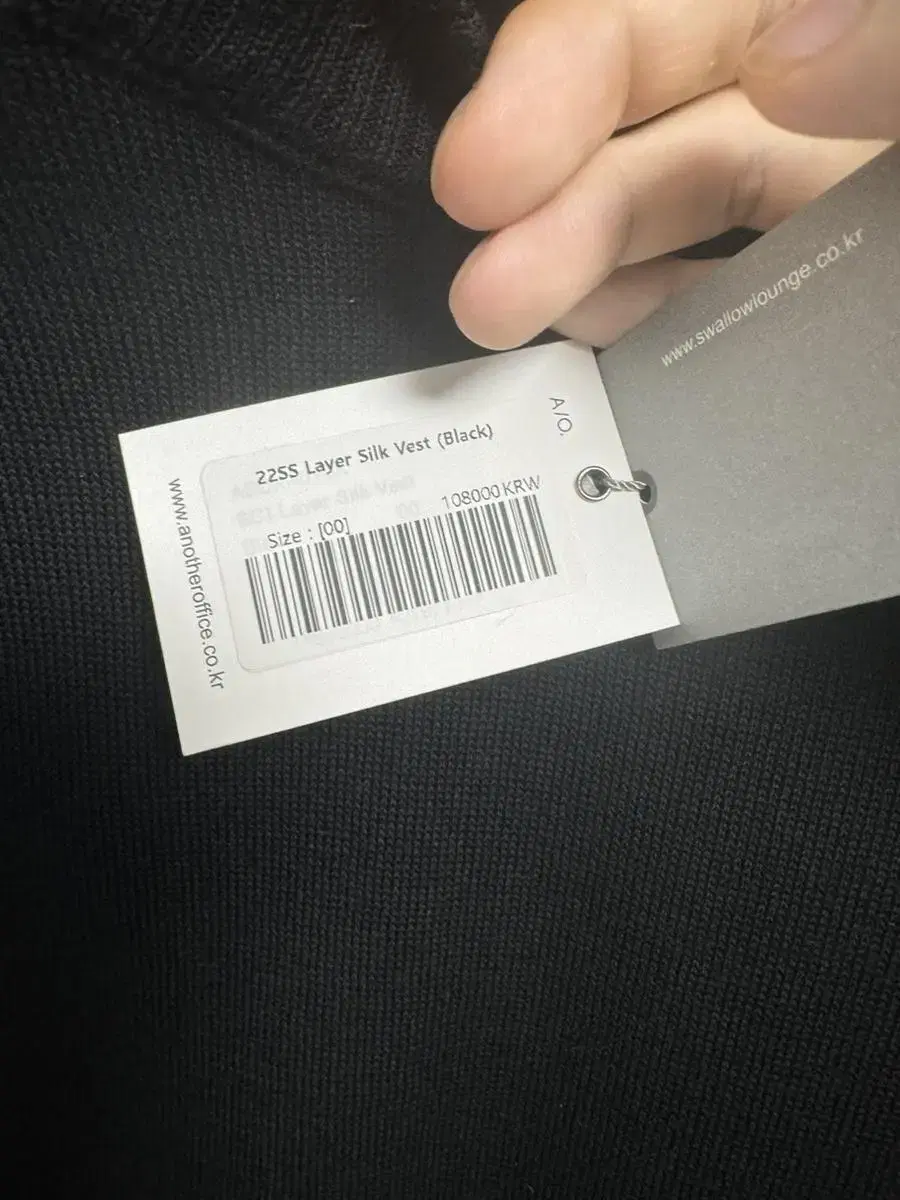 www.swallowlounge.co.kr
A/O.
22SS Layer Silk Vest (Black)
108000 KRW
Size : [00]
www.anotheroffice.co.kr